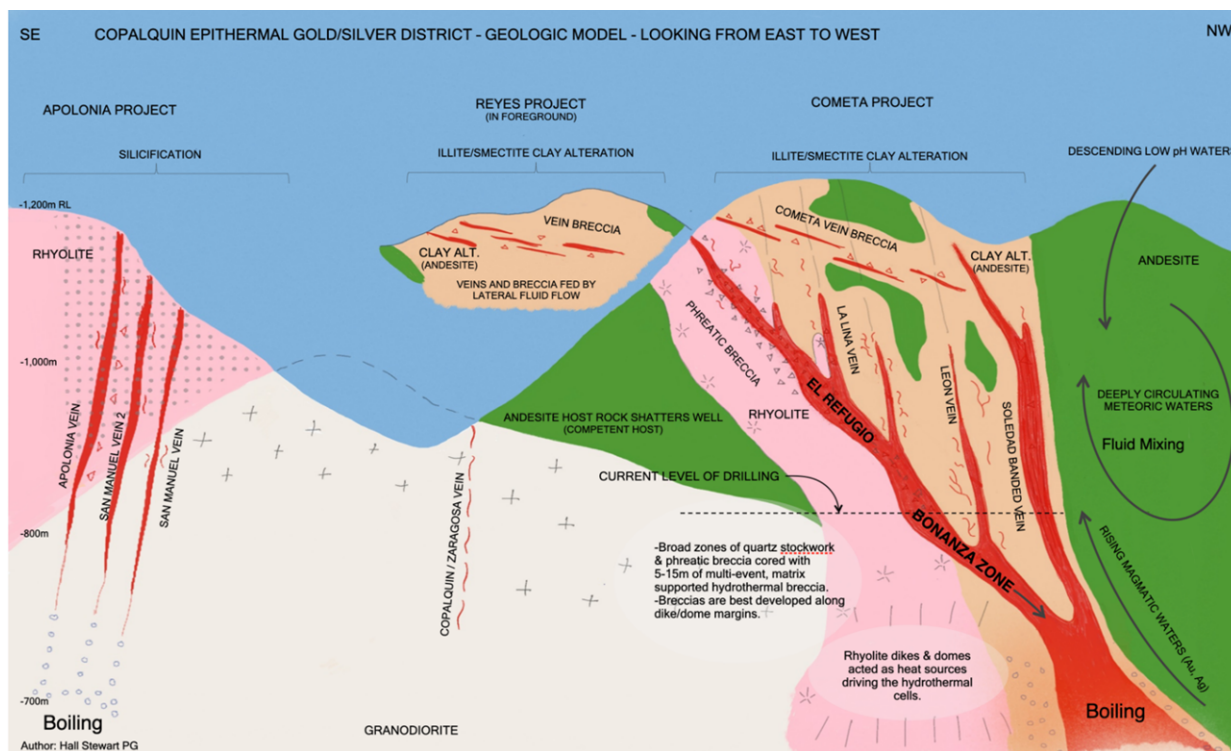 SE
COPALQUIN EPITHERMAL GOLD/SILVER DISTRICT - GEOLOGIC MODEL - LOOKING FROM EAST TO WEST
NW
APOLONIA PROJECT
REYES PROJECT
(IN FOREGROUND)
COMETA PROJECT
SILICIFICATION
ILLITE/SMECTITE CLAY ALTERATION
ILLITE/SMECTITE CLAY ALTERATION
DESCENDING LOW pH WATERS
-1,200m RL
RHYOLITE
VEIN BRECCIA
CLAY ALT.
(ANDESITE)
VEINS AND BRECCIA FED BY
LATERAL FLUID FLOW
COMETA VEIN BRECCIA
CLAY ALT.
(ANDESITE)
ANDESITE
-1,000m
PHREATIC BRECCIA
LA LINA VEIN
LEON VEIN
SOLEDAD BANDED VEIN
DEEPLY CIRCULATING
METEORIC WATERS
Fluid Mixing
EL REFUGIO
RHYOLITE
ANDESITE HOST ROCK SHATTERS WELL
(COMPETENT HOST)
APOLONIA VEIN
SAN MANUEL VEIN 2
SAN MANUEL VEIN
CURRENT LEVEL OF DRILLING
COPALQUIN / ZARAGOSA VEIN
-800m
BONANZA ZONE
RISING MAGMATIC WATERS (Au, Ag)
-Broad zones of quartz stockwork
& phreatic breccia cored with
5-15m of multi-event, matrix
supported hydrothermal breccia.
-Breccias are best developed along
dike/dome margins.
Rhyolite dikes & domes
acted as heat sources
driving the hydrothermal
cells.
-700m
Boiling
GRANODIORITE
Boiling
Author: Hall Stewart PG